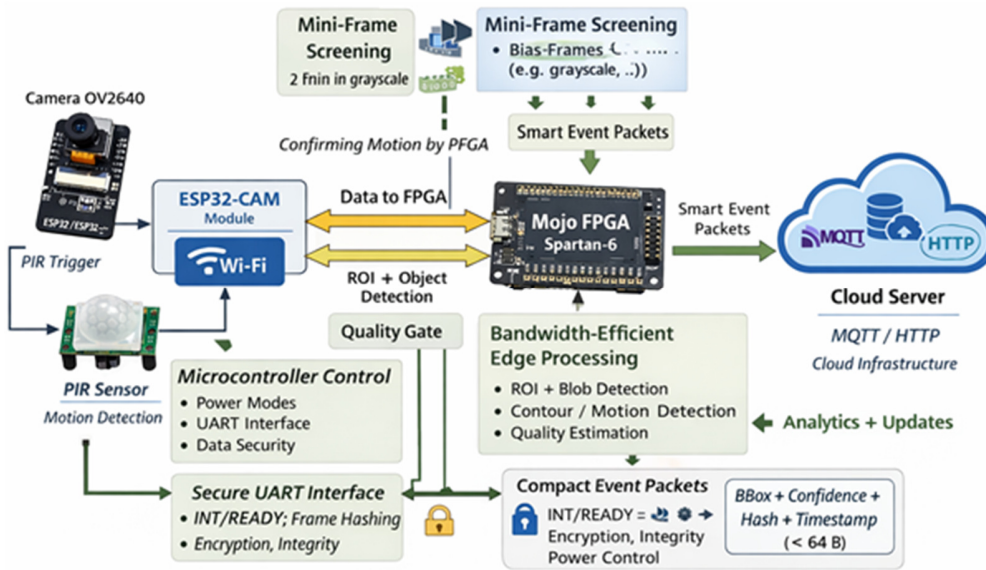 Mini-Frame
Screening
2 Fnin in grayscale
Mini-Frame Screening
• Bias-Frames
(e.g. grayscale, ..))
Camera OV2640
Confirming Motion by PFGA
Smart Event Packets
ESP32/ESP32
ESP32-CAM
Module
Wi-Fi
Data to FPGA
ROI + Object
Detection
Mojo FPGA
Spartan-6
Smart Event
Packets
MQTT
HTTP
PIR Trigger
Cloud Server
MQTT / HTTP
Cloud Infrastructure
Quality Gate
PIR Sensor
Motion Detection
Microcontroller Control
• Power Modes
• UART Interface
• Data Security
Bandwidth-Efficient
Edge Processing
• ROI + Blob Detection
• Contour / Motion Detection
• Quality Estimation
Analytics + Updates
Secure UART Interface
• INT/READY; Frame Hashing
• Encryption, Integrity
Compact Event Packets
INT/READY =
Encryption, Integrity
Power Control
BBox + Confidence +
Hash + Timestamp
(< 64 B)